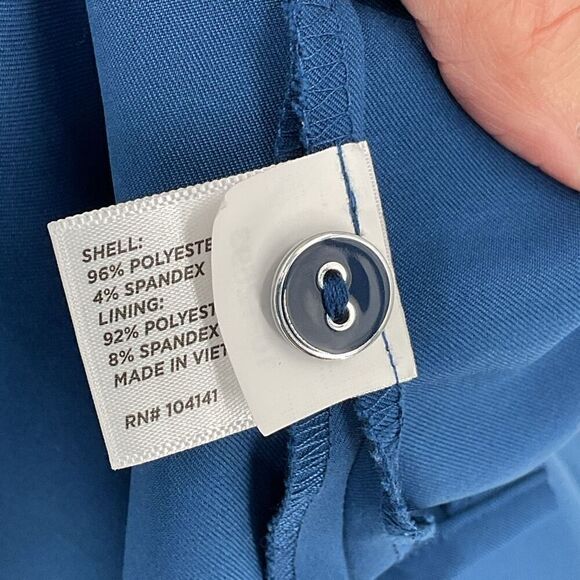 SHELL:
96% POLYESTE
4% SPANDEX
LINING:
92% POLYEST
8% SPANDEX
MADE IN VIET
RN# 104141